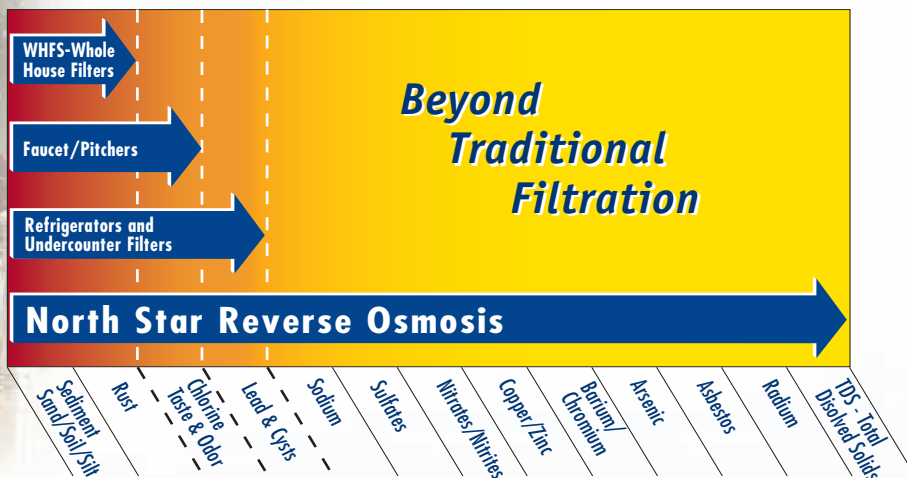 WHFS-Whole
House Filters
Faucet/Pitchers
Refrigerators and
Undercounter Filters
North Star Reverse Osmosis
Beyond
Traditional
Filtration
Sediment
Sand/Soil/Silt
Rust
Chlorine
Taste & Odor
Lead & Cysts
Sodium
Sulfates
Nitrates/Nitrites
Copper/Zinc
Barium/
Chromium
Arsenic
Asbestos
Radium
TDS - Total
Disolved Solids